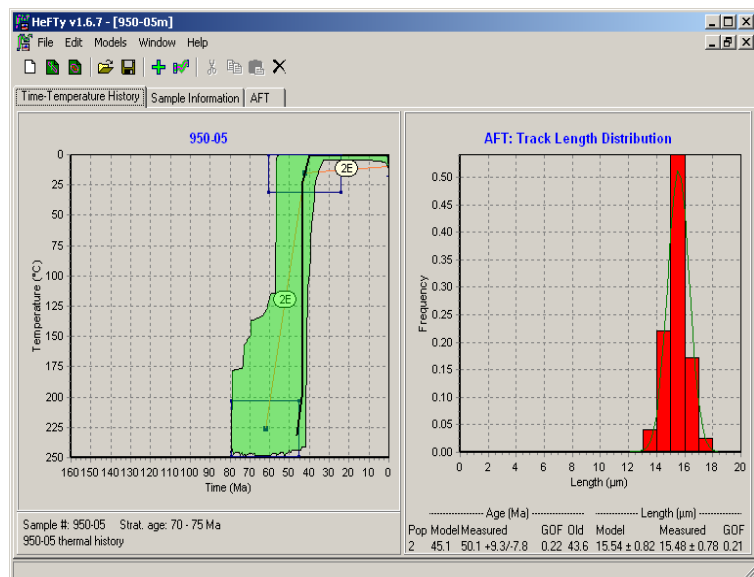 HeFTy v1.6.7 - [950-05m]
File Edit Models Window Help
Time-Temperature History Sample Information AFT
950-05
0
25
50
75
100
125
150
175
200
225
250
Temperature (°C)
2E
2E
160 150 140 130 120 110 100 90 80 70 60 50 40 30 20 10 0
Time (Ma)
Sample #: 950-05 Strat. age: 70 - 75 Ma
950-05 thermal history
AFT: Track Length Distribution
0.50
0.45
0.40
0.35
0.30
0.25
0.20
0.15
0.10
0.05
0.00
Frequency
0 2 4 6 8 10 12 14 16 18 20
Length (µm)
---------- Age (Ma) ---------- ---------- Length (µm) ----------
Pop Model Measured GOF Old Model Measured GOF
2 45.1 50.1 +9.3/-7.8 0.22 43.6 15.54 ± 0.82 15.48 ± 0.78 0.21